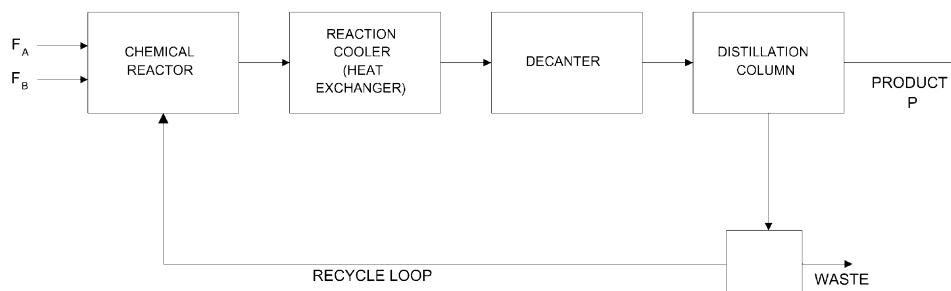 F_A
F_B
CHEMICAL
REACTOR
REACTION
COOLER
(HEAT
EXCHANGER)
DECANTER
DISTILLATION
COLUMN
PRODUCT
P
RECYCLE LOOP
WASTE